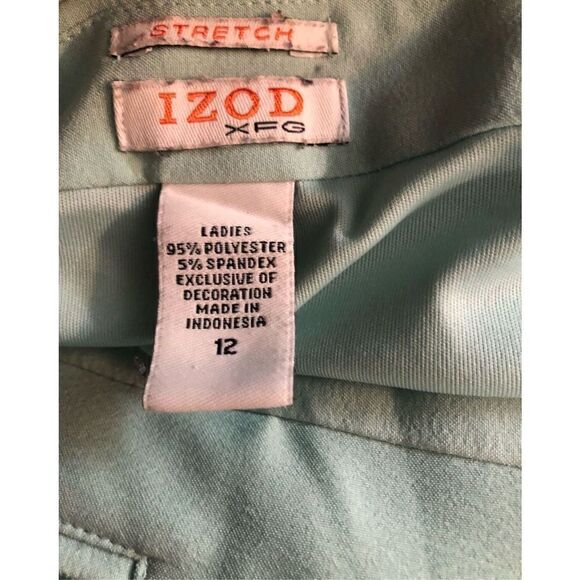 STRETCH
IZOD
XFG
LADIES
95% POLYESTER
5% SPANDEX
EXCLUSIVE OF
DECORATION
MADE IN
INDONESIA
12